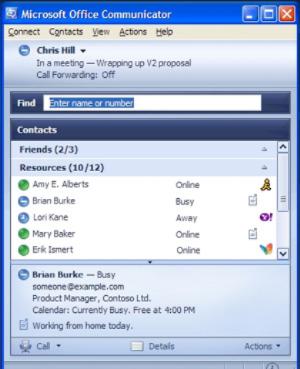 Microsoft Office Communicator
Connect Contacts View Actions Help
Chris Hill
In a meeting — Wrapping up V2 proposal
Call Forwarding: Off
Find Enter name or number
Contacts
Friends (2/3)
Resources (10/12)
Amy E. Alberts Online
Brian Burke Busy
Lori Kane Away Y!
Mary Baker Online
Erik Ismert Online
Brian Burke — Busy
someone@example.com
Product Manager, Contoso Ltd.
Calendar: Currently Busy. Free at 4:00 PM
Working from home today.
Call Details Actions